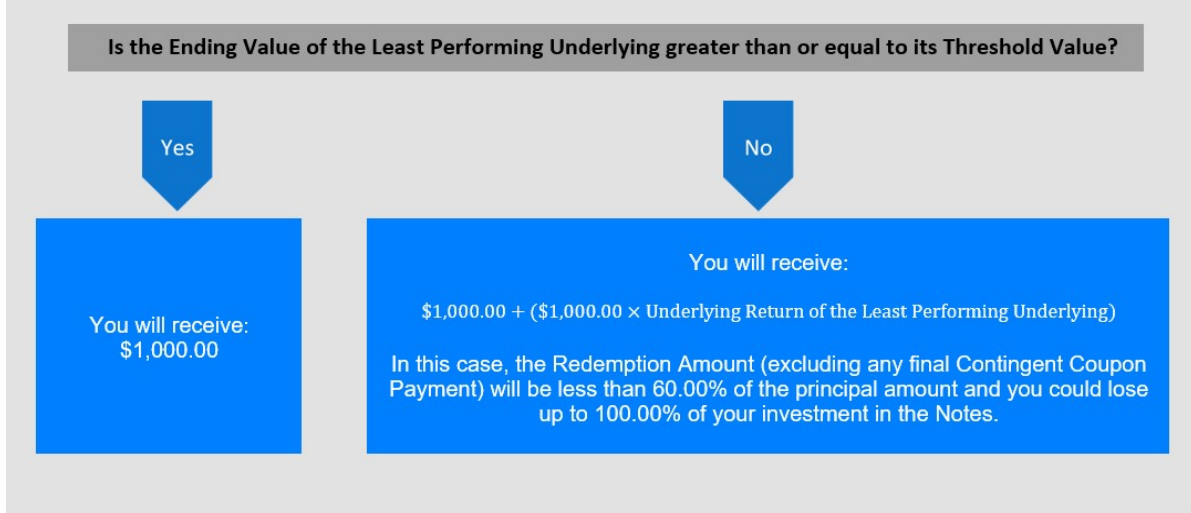 Is the Ending Value of the Least Performing Underlying greater than or equal to its Threshold Value?
Yes
No
You will receive:
$1,000.00
You will receive:
$1,000.00 + ($1,000.00 × Underlying Return of the Least Performing Underlying)
In this case, the Redemption Amount (excluding any final Contingent Coupon
Payment) will be less than 60.00% of the principal amount and you could lose
up to 100.00% of your investment in the Notes.